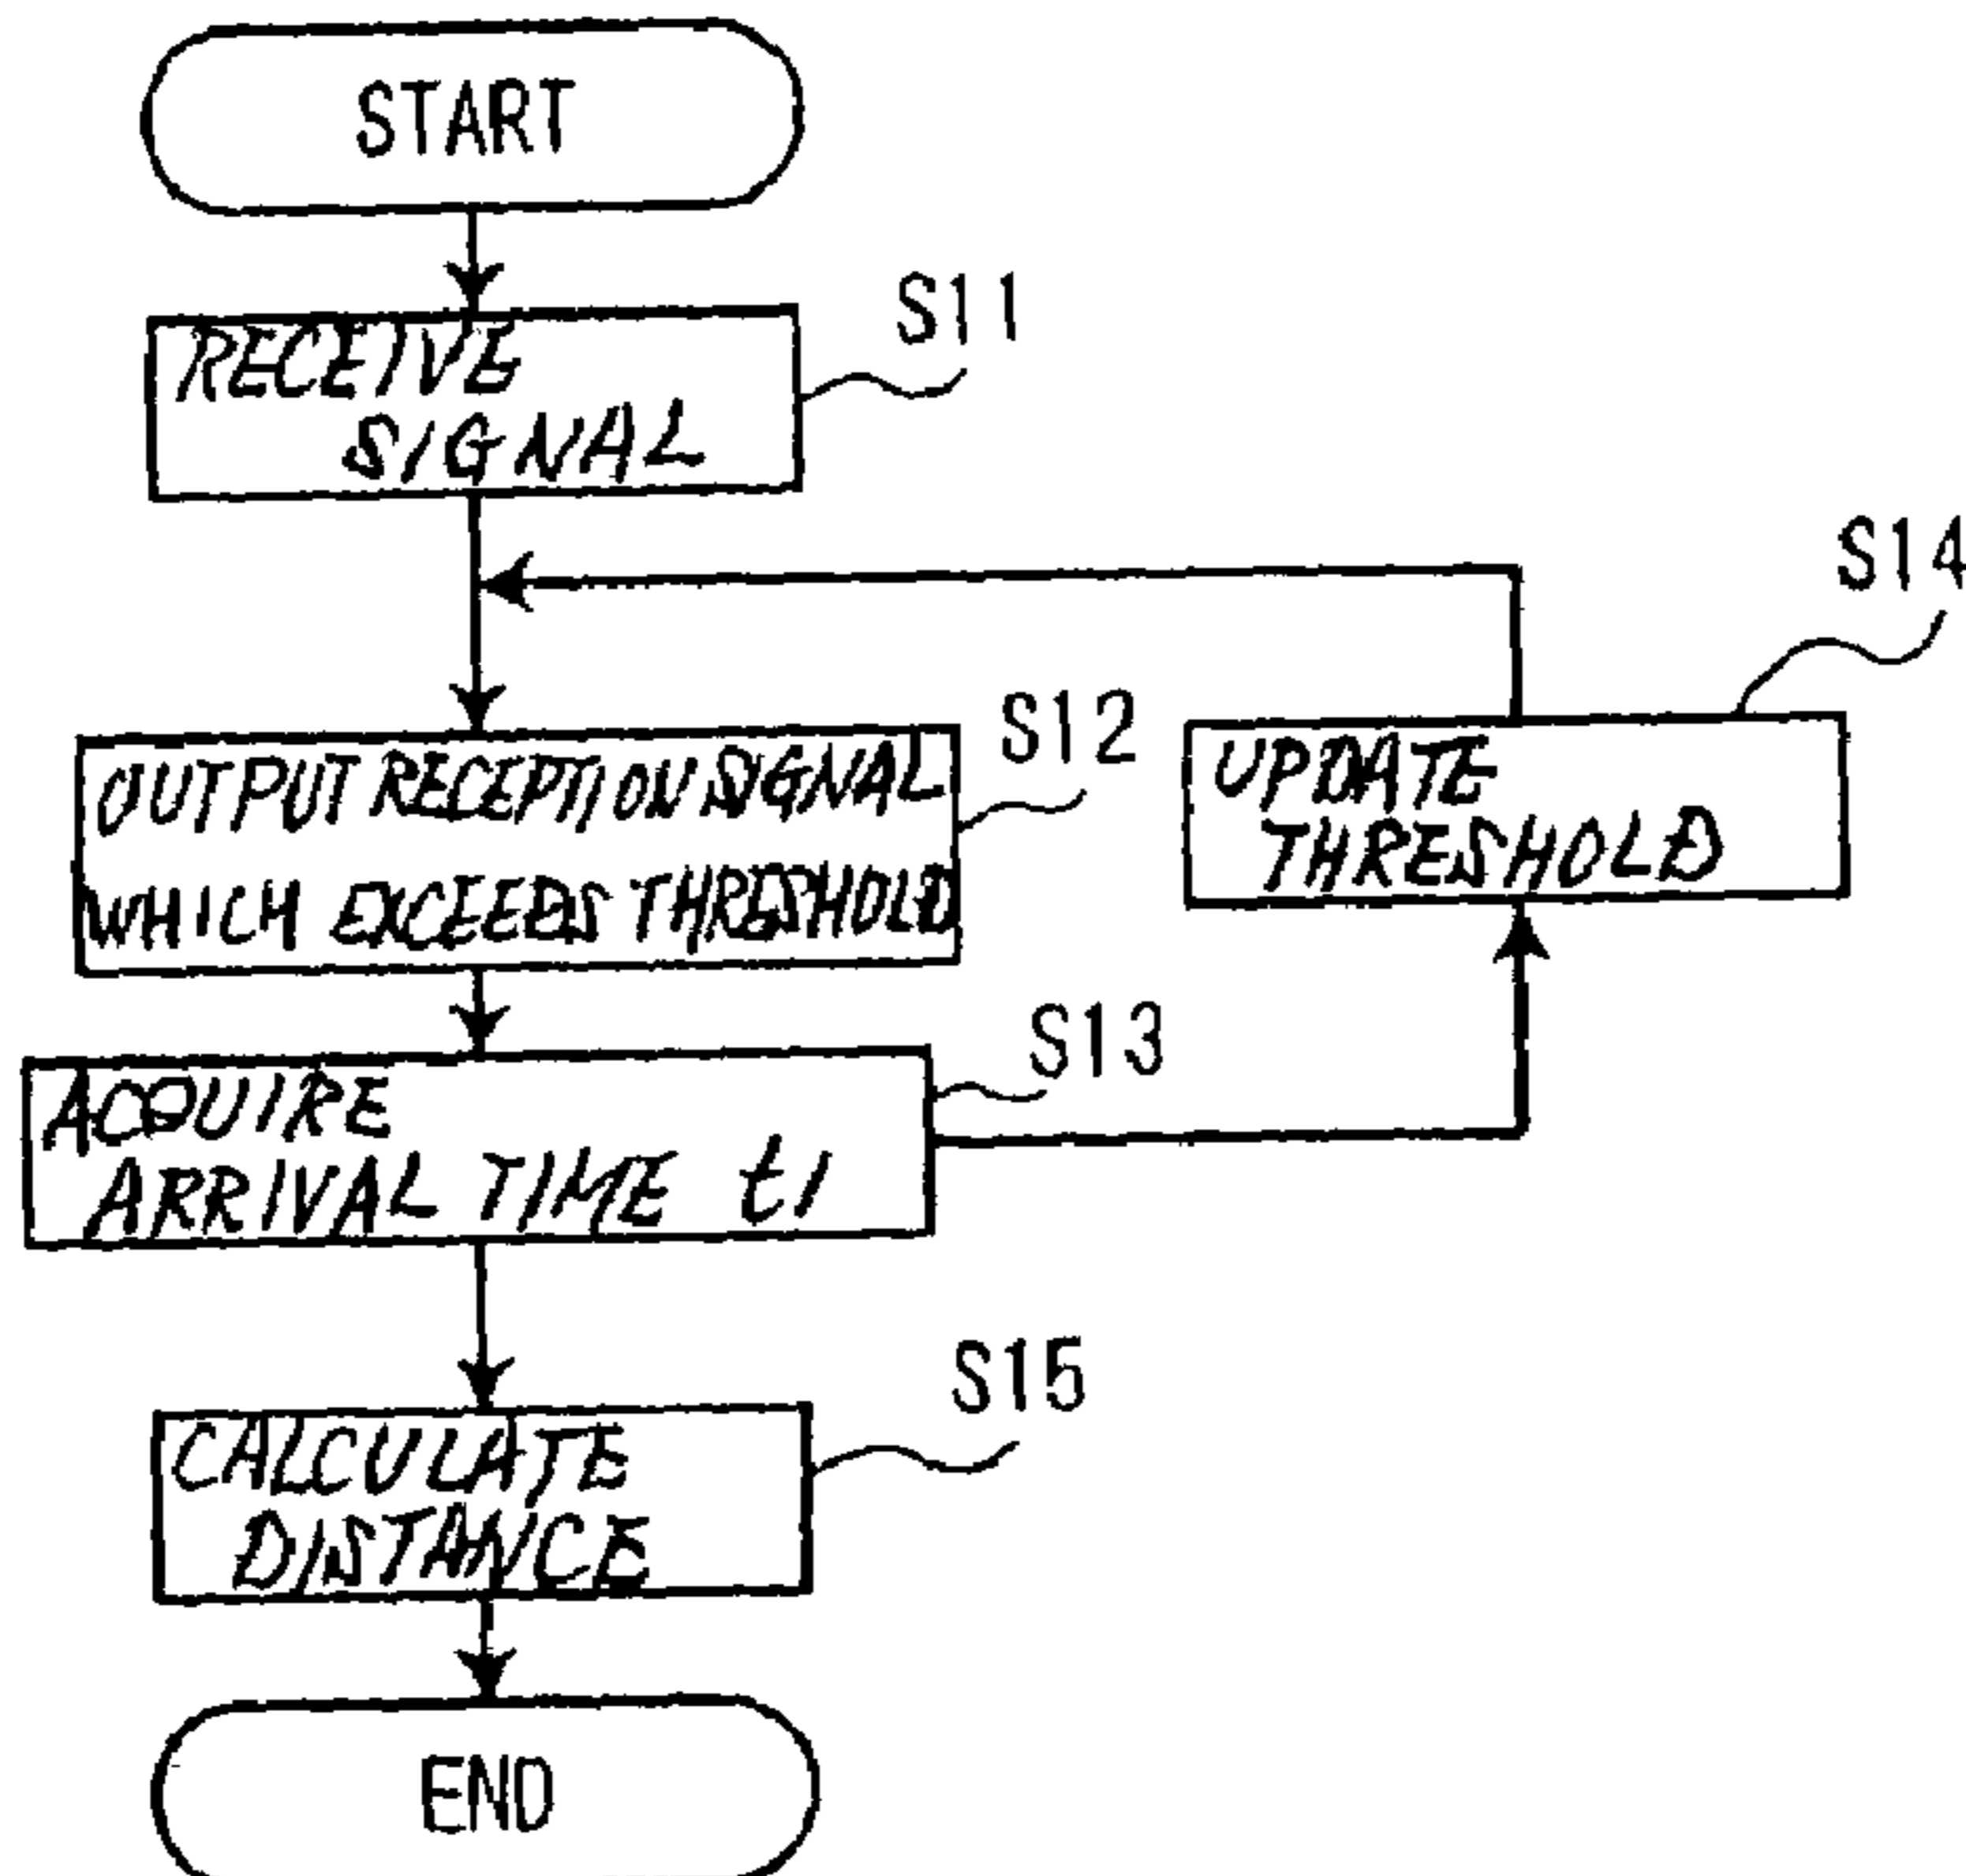 START
S11
RECEIVE
SIGNAL
S14
S12
OUTPUT RECEPTION SIGNAL
WHICH EXCEEDS THRESHOLD
UPDATE
THRESHOLD
S13
ACQUIRE
ARRIVAL TIME t1
S15
CALCULATE
DISTANCE
END